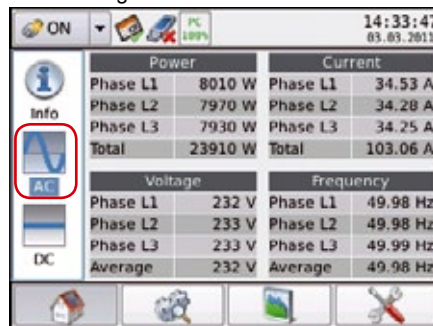 ON PC 100% 14:33:47
03.03.2011
Info
AC
DC
Power
Phase L1 8010 W
Phase L2 7970 W
Phase L3 7930 W
Total 23910 W
Current
Phase L1 34.53 A
Phase L2 34.28 A
Phase L3 34.25 A
Total 103.06 A
Voltage
Phase L1 232 V
Phase L2 233 V
Phase L3 233 V
Average 232 V
Frequency
Phase L1 49.98 Hz
Phase L2 49.98 Hz
Phase L3 49.99 Hz
Average 49.98 Hz